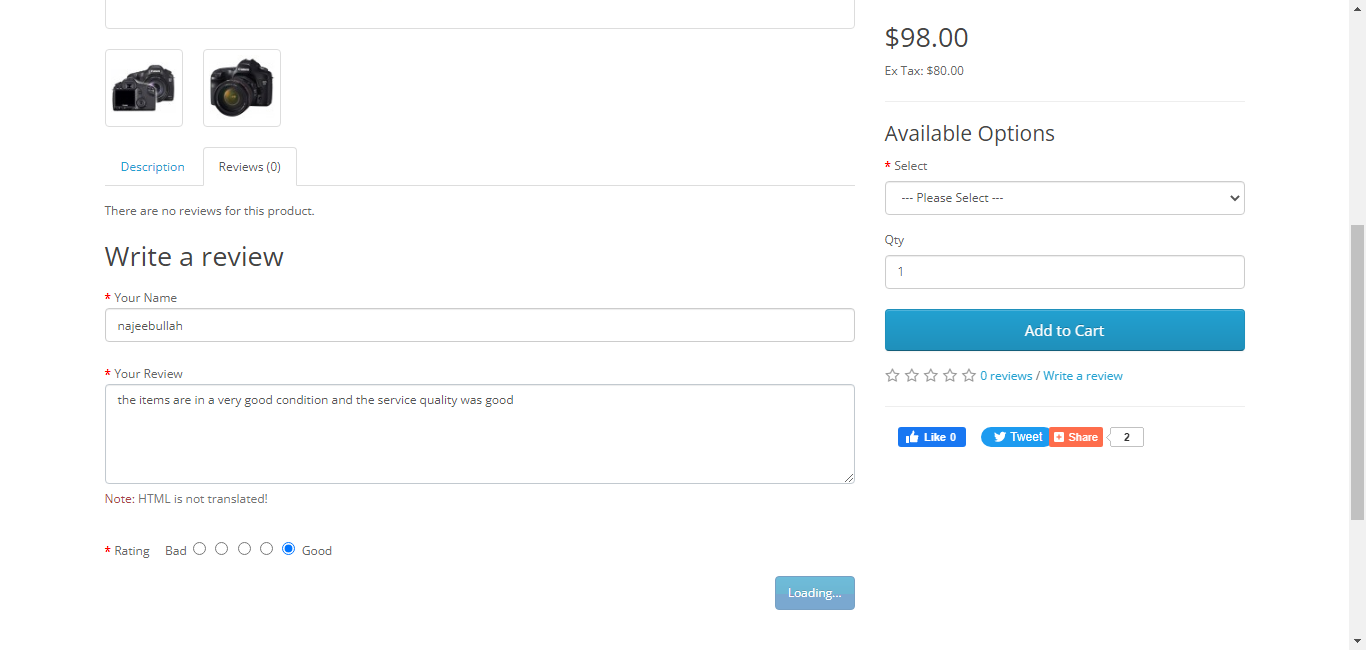 Description
Reviews (0)
There are no reviews for this product.
Write a review
* Your Name
najeebullah
* Your Review
the items are in a very good condition and the service quality was good
Note: HTML is not translated!
* Rating Bad Good
Loading...
$98.00
Ex Tax: $80.00
Available Options
* Select
--- Please Select ---
Qty
1
Add to Cart
0 reviews / Write a review
Like 0
Tweet
Share
2